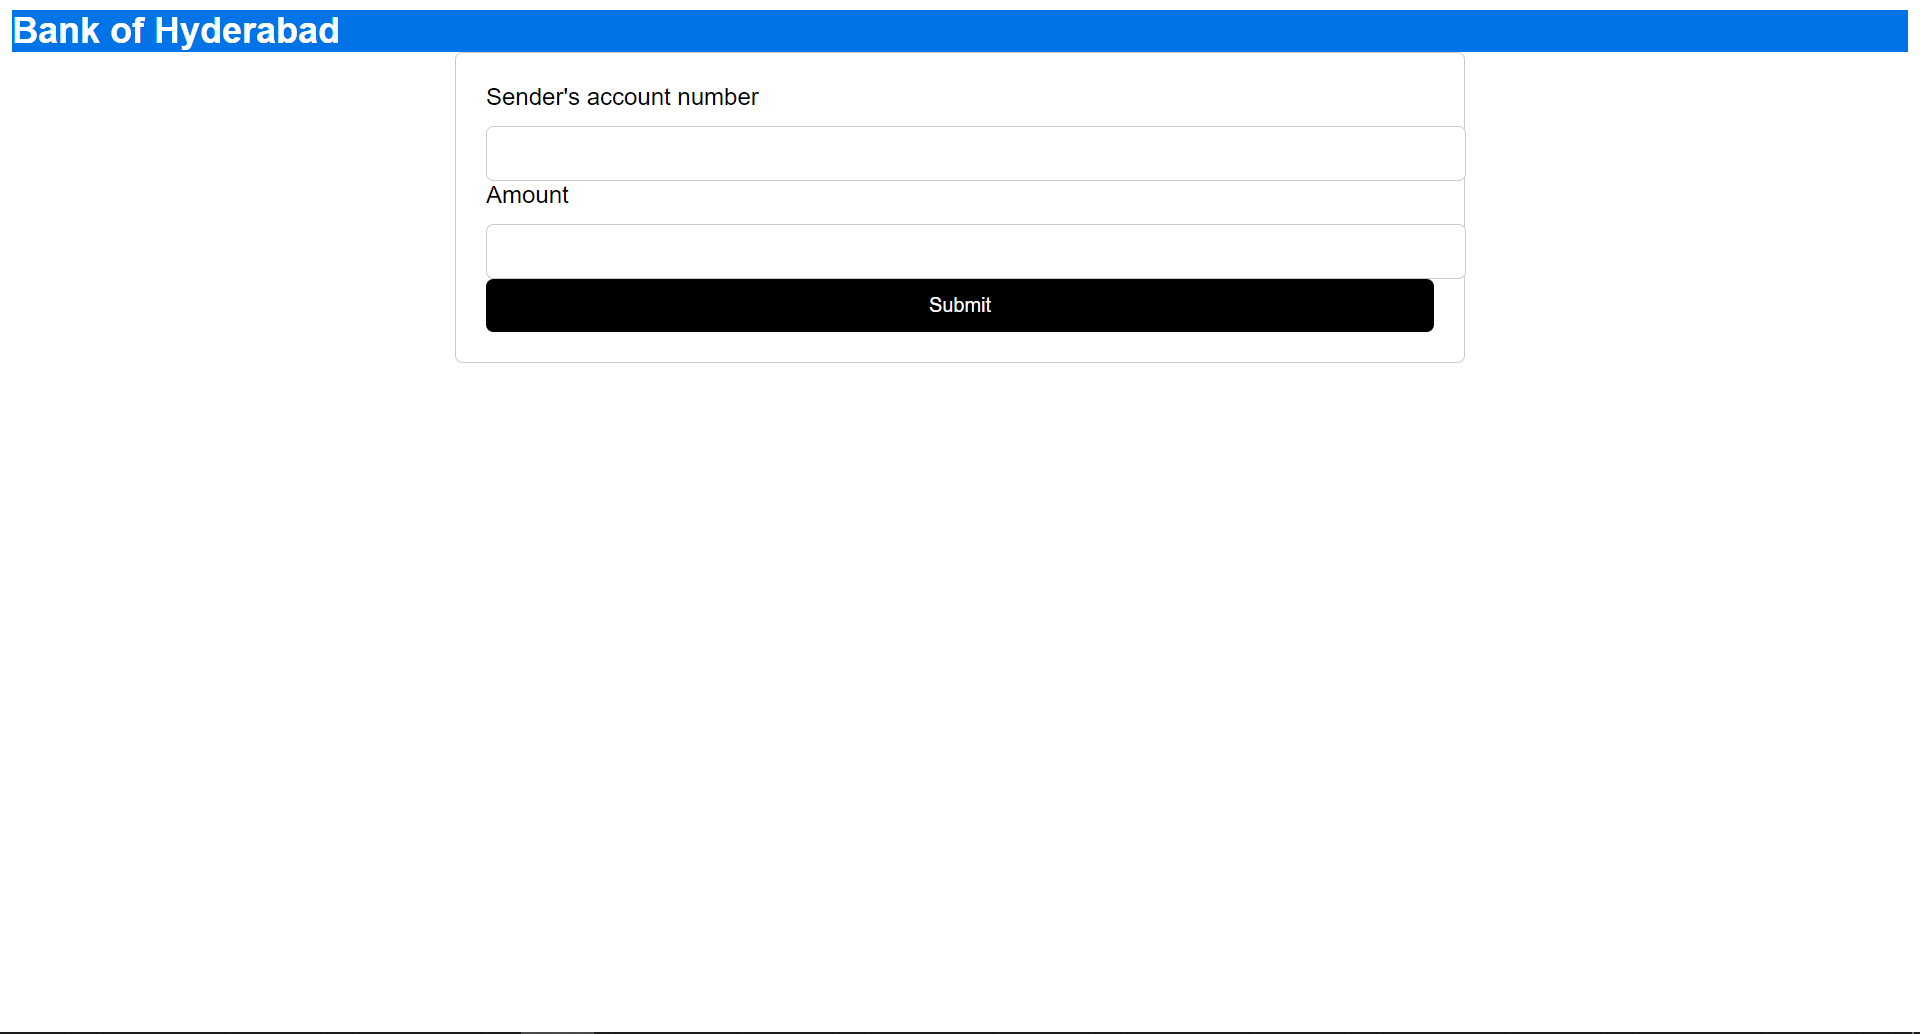 Bank of Hyderabad
Sender's account number
Amount
Submit